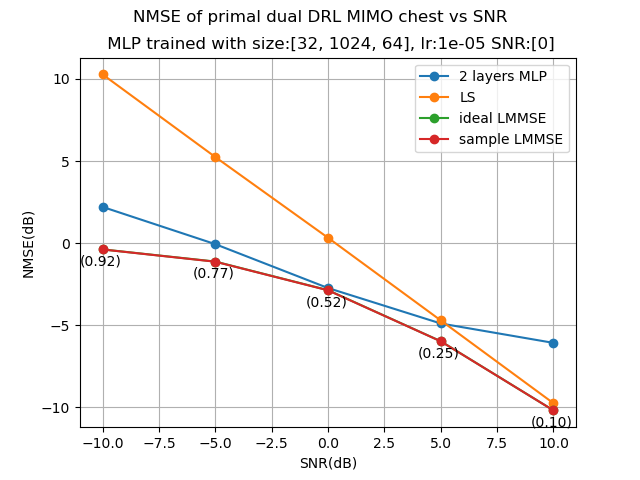 NMSE of primal dual DRL MIMO chest vs SNR
MLP trained with size:[32, 1024, 64], lr:1e-05 SNR:[0]
2 layers MLP
LS
ideal LMMSE
sample LMMSE
10
5
0
−5
−10
NMSE(dB)
(0.92)
(0.77)
(0.52)
(0.25)
(0.10)
−10.0 −7.5 −5.0 −2.5 0.0 2.5 5.0 7.5 10.0
SNR(dB)